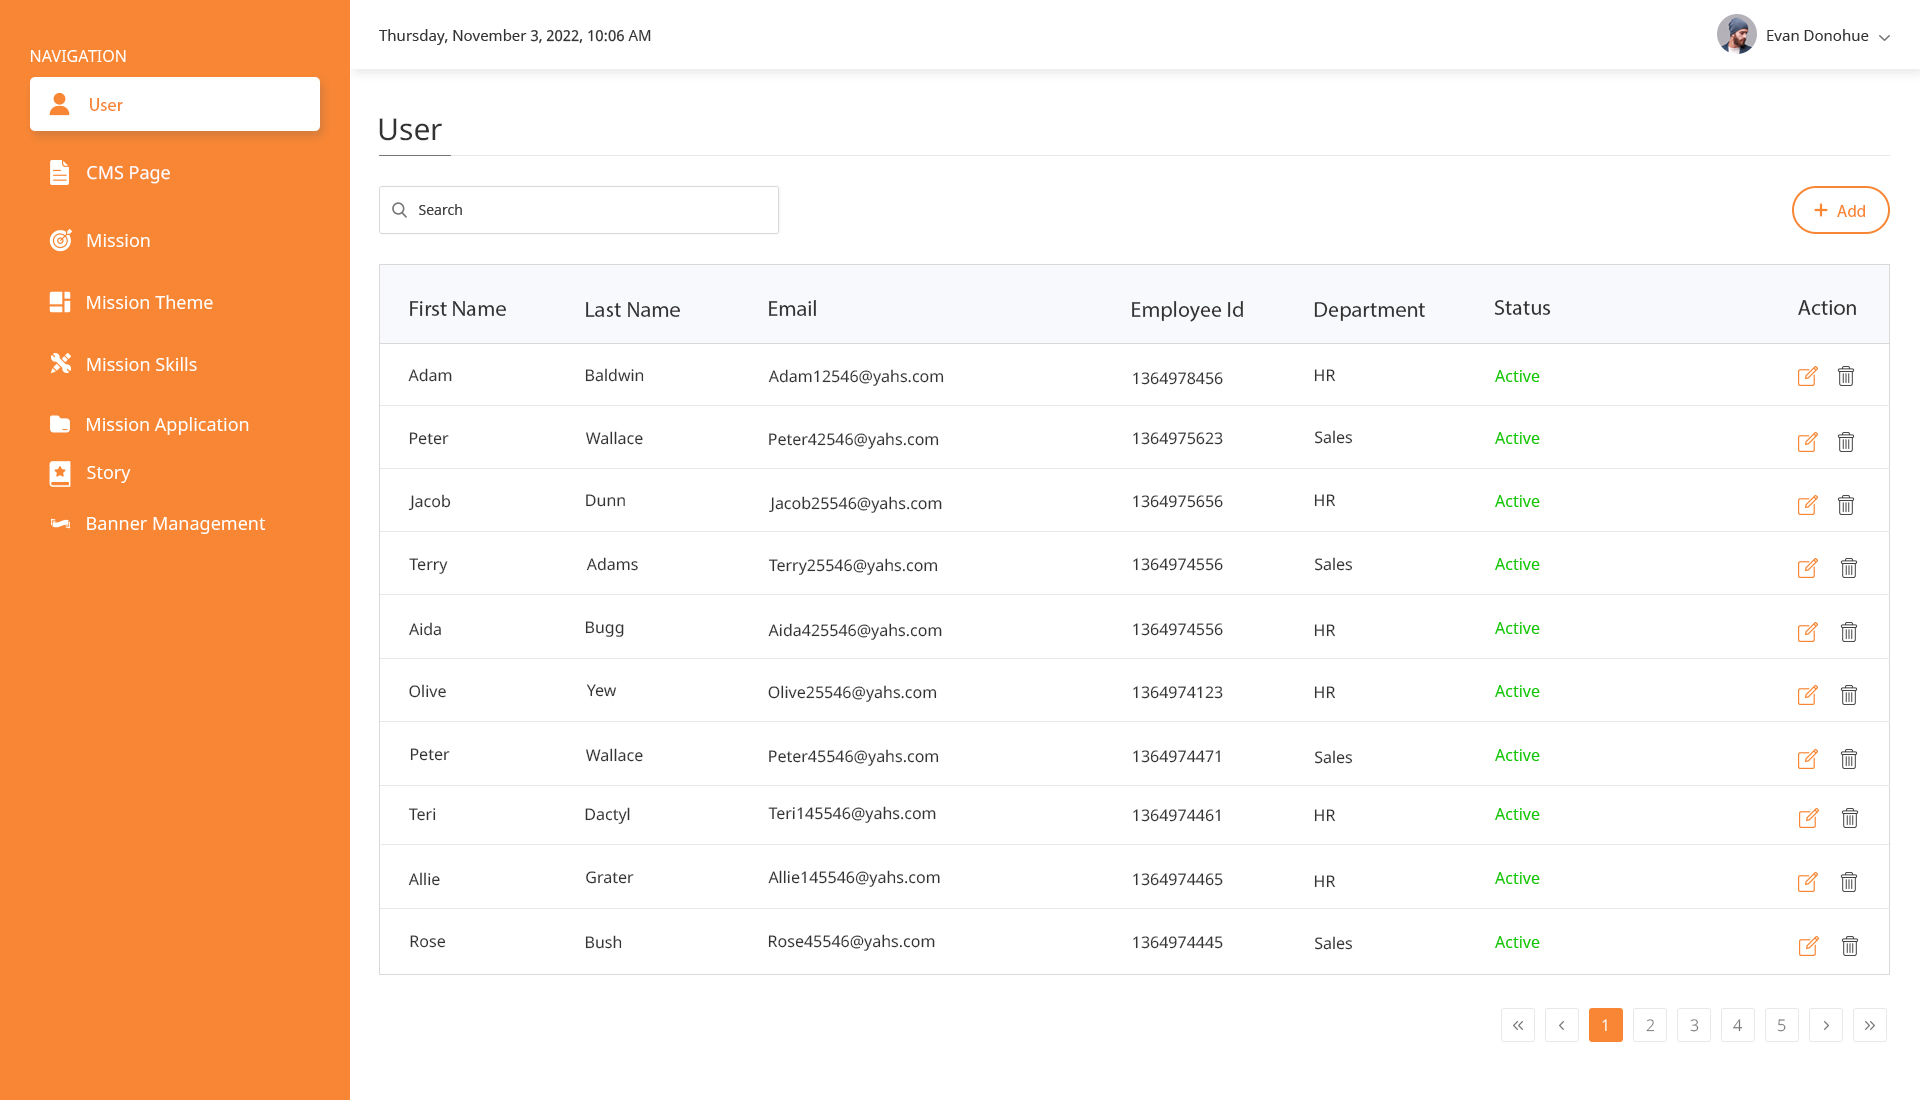 Thursday, November 3, 2022, 10:06 AM
Evan Donohue
NAVIGATION
User
CMS Page
Mission
Mission Theme
Mission Skills
Mission Application
Story
Banner Management
User
Search
+ Add
First Name Last Name Email Employee Id Department Status Action
Adam Baldwin Adam12546@yahs.com 1364978456 HR Active
Peter Wallace Peter42546@yahs.com 1364975623 Sales Active
Jacob Dunn Jacob25546@yahs.com 1364975656 HR Active
Terry Adams Terry25546@yahs.com 1364974556 Sales Active
Aida Bugg Aida425546@yahs.com 1364974556 HR Active
Olive Yew Olive25546@yahs.com 1364974123 HR Active
Peter Wallace Peter45546@yahs.com 1364974471 Sales Active
Teri Dactyl Teri145546@yahs.com 1364974461 HR Active
Allie Grater Allie145546@yahs.com 1364974465 HR Active
Rose Bush Rose45546@yahs.com 1364974445 Sales Active
« ‹ 1 2 3 4 5 › »